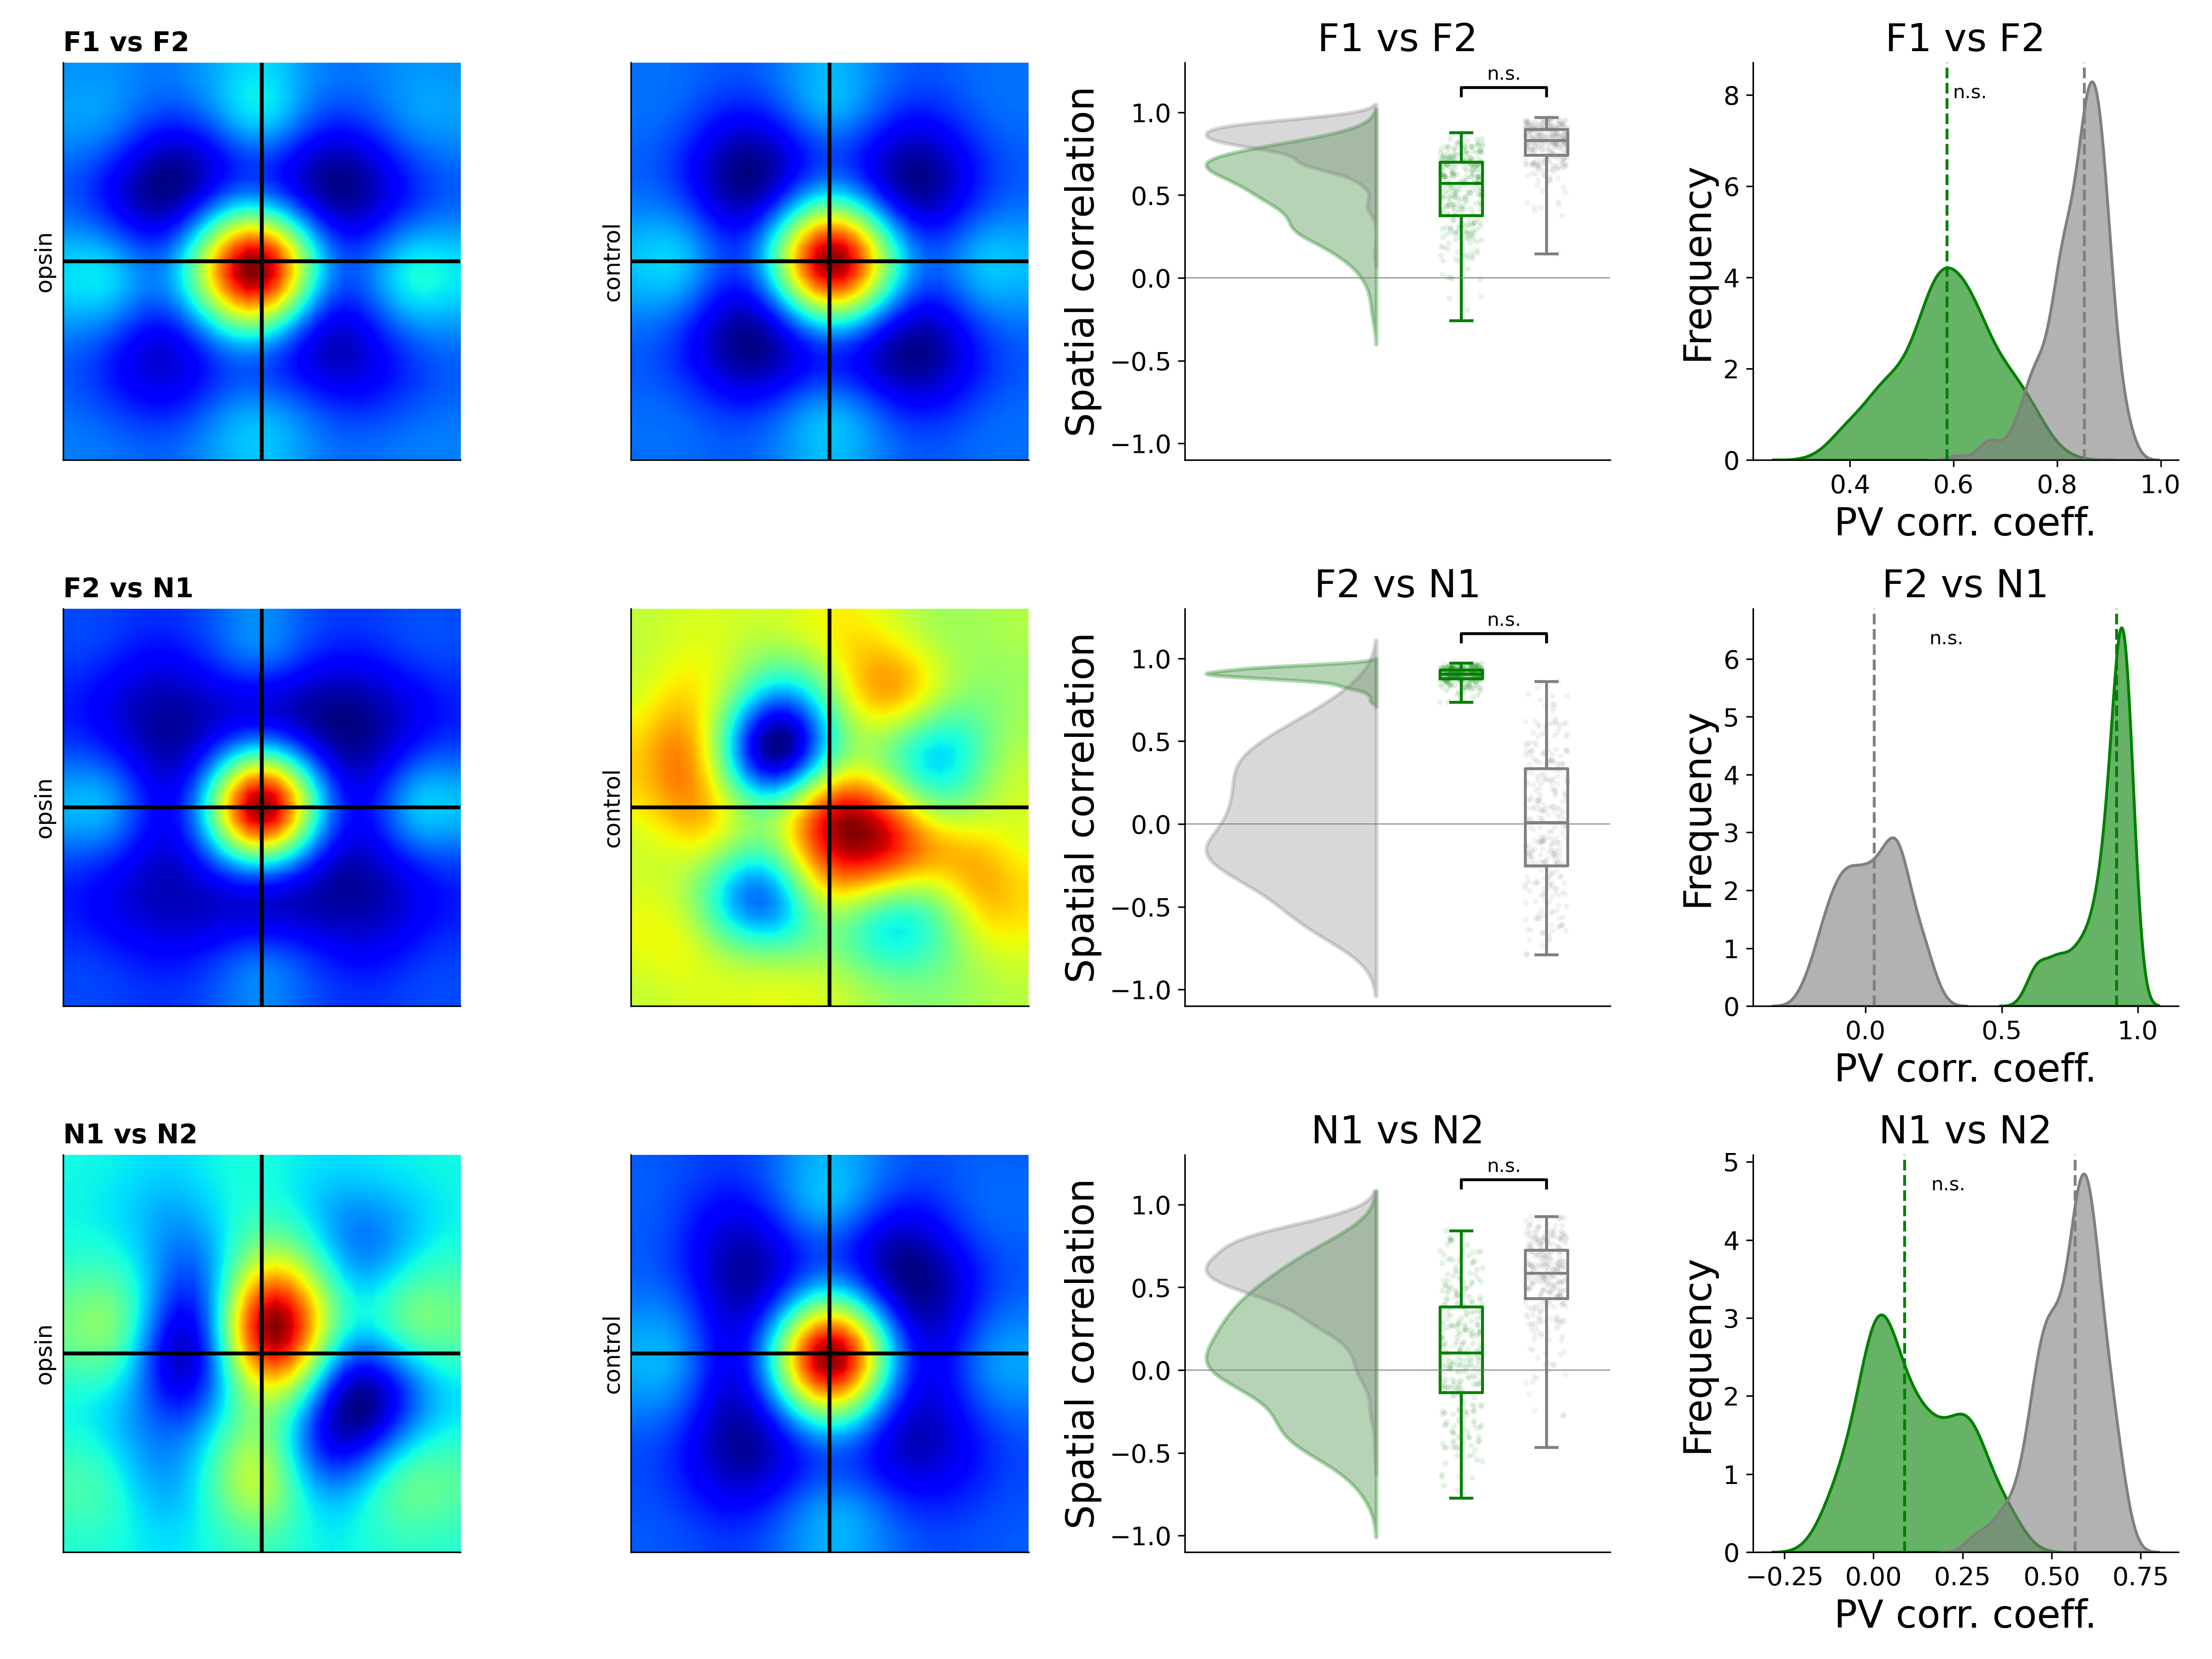 F1 vs F2
opsin
control
F1 vs F2
Spatial correlation
1.0
0.5
0.0
−0.5
−1.0
n.s.
F1 vs F2
Frequency
8
6
4
2
0
n.s.
0.4 0.6 0.8 1.0
PV corr. coeff.
F2 vs N1
opsin
control
F2 vs N1
Spatial correlation
1.0
0.5
0.0
−0.5
−1.0
n.s.
F2 vs N1
Frequency
6
5
4
3
2
1
0
n.s.
0.0 0.5 1.0
PV corr. coeff.
N1 vs N2
opsin
control
N1 vs N2
Spatial correlation
1.0
0.5
0.0
−0.5
−1.0
n.s.
N1 vs N2
Frequency
5
4
3
2
1
0
n.s.
−0.25 0.00 0.25 0.50 0.75
PV corr. coeff.